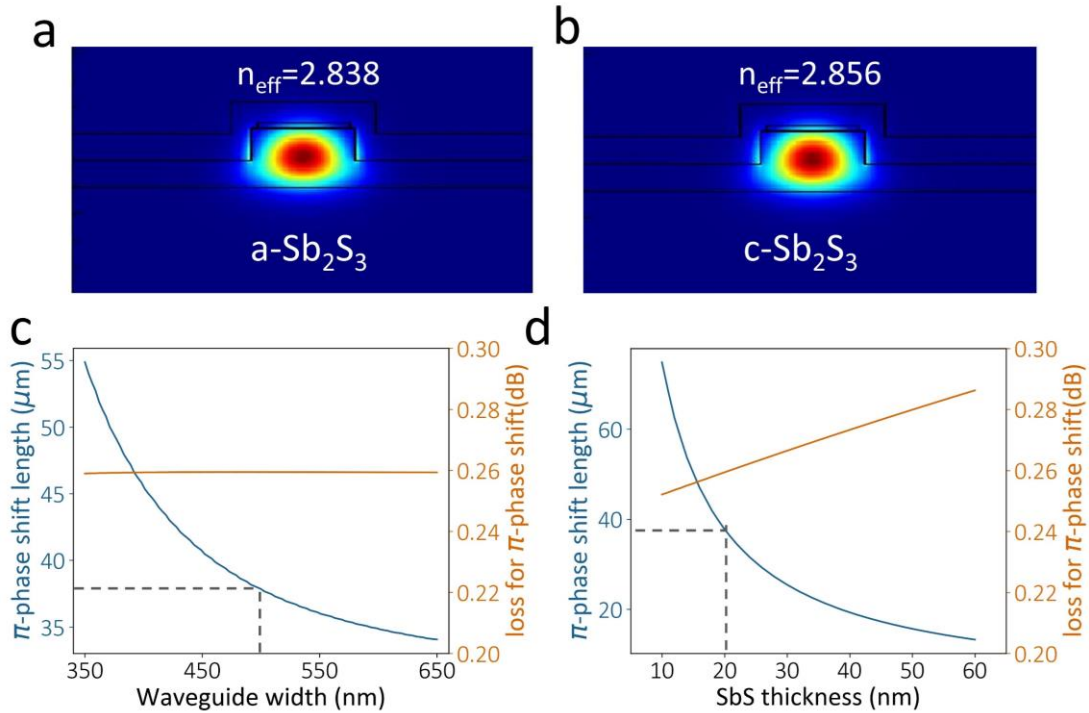 a
n_eff=2.838
a-Sb₂S₃
b
n_eff=2.856
c-Sb₂S₃
c
π-phase shift length (μm)
55
50
45
40
35
350
450
550
650
Waveguide width (nm)
0.30
0.28
0.26
0.24
0.22
0.20
loss for π-phase shift(dB)
d
π-phase shift length (μm)
60
40
20
10
20
30
40
50
60
SbS thickness (nm)
0.30
0.28
0.26
0.24
0.22
0.20
loss for π-phase shift(dB)